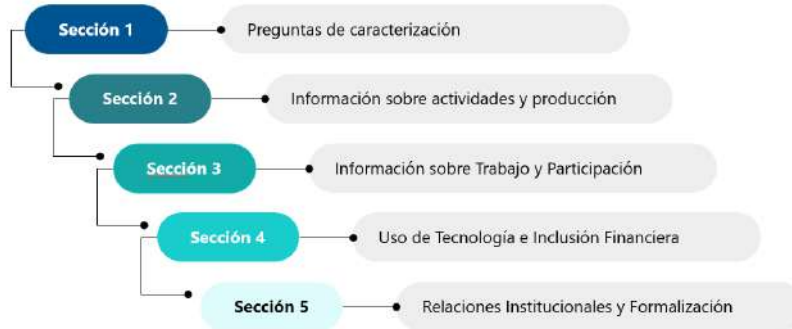 Sección 1 Preguntas de caracterización
Sección 2 Información sobre actividades y producción
Sección 3 Información sobre Trabajo y Participación
Sección 4 Uso de Tecnología e Inclusión Financiera
Sección 5 Relaciones Institucionales y Formalización